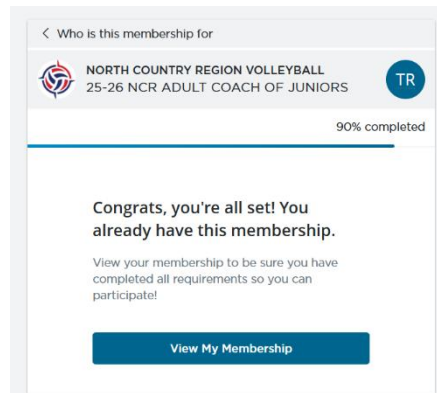 < Who is this membership for
NORTH COUNTRY REGION VOLLEYBALL
25-26 NCR ADULT COACH OF JUNIORS
TR
90% completed
Congrats, you're all set! You
already have this membership.
View your membership to be sure you have
completed all requirements so you can
participate!
View My Membership